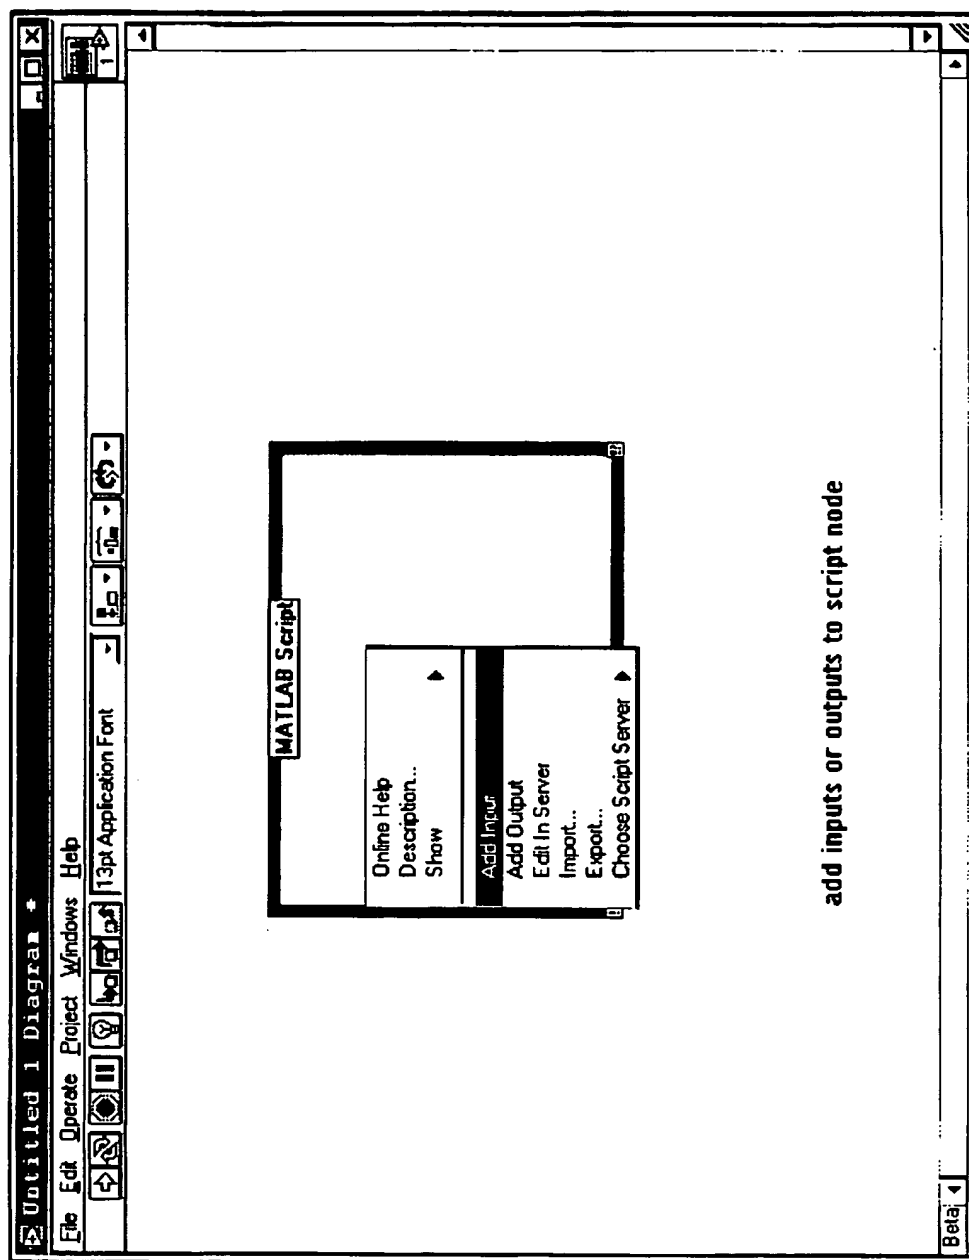 Untitled 1 Diagram *
File Edit Operate Project Windows Help
13pt Application Font
1
MATLAB Script
Online Help
Description...
Show
Add Input
Add Output
Edit In Server
Import...
Export...
Choose Script Server
add inputs or outputs to script node
Beta